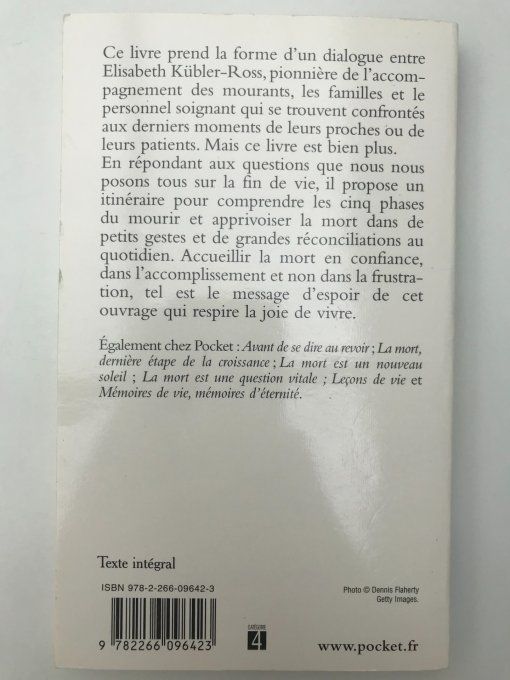 Ce livre prend la forme d'un dialogue entre
Elisabeth Kübler-Ross, pionnière de l'accom-
pagnement des mourants, les familles et le
personnel soignant qui se trouvent confrontés
aux derniers moments de leurs proches ou de
leurs patients. Mais ce livre est bien plus.
En répondant aux questions que nous nous
posons tous sur la fin de vie, il propose un
itinéraire pour comprendre les cinq phases
du mourir et apprivoiser la mort dans de
petits gestes et de grandes réconciliations au
quotidien. Accueillir la mort en confiance,
dans l'accomplissement et non dans la frustra-
tion, tel est le message d'espoir de cet
ouvrage qui respire la joie de vivre.
Également chez Pocket : Avant de se dire au revoir ; La mort,
dernière étape de la croissance ; La mort est un nouveau
soleil ; La mort est une question vitale ; Leçons de vie et
Mémoires de vie, mémoires d'éternité.
Texte intégral
ISBN 978-2-266-09642-3
Photo © Dennis Flaherty
Getty Images.
CATÉGORIE
4
9 782266 096423
www.pocket.fr